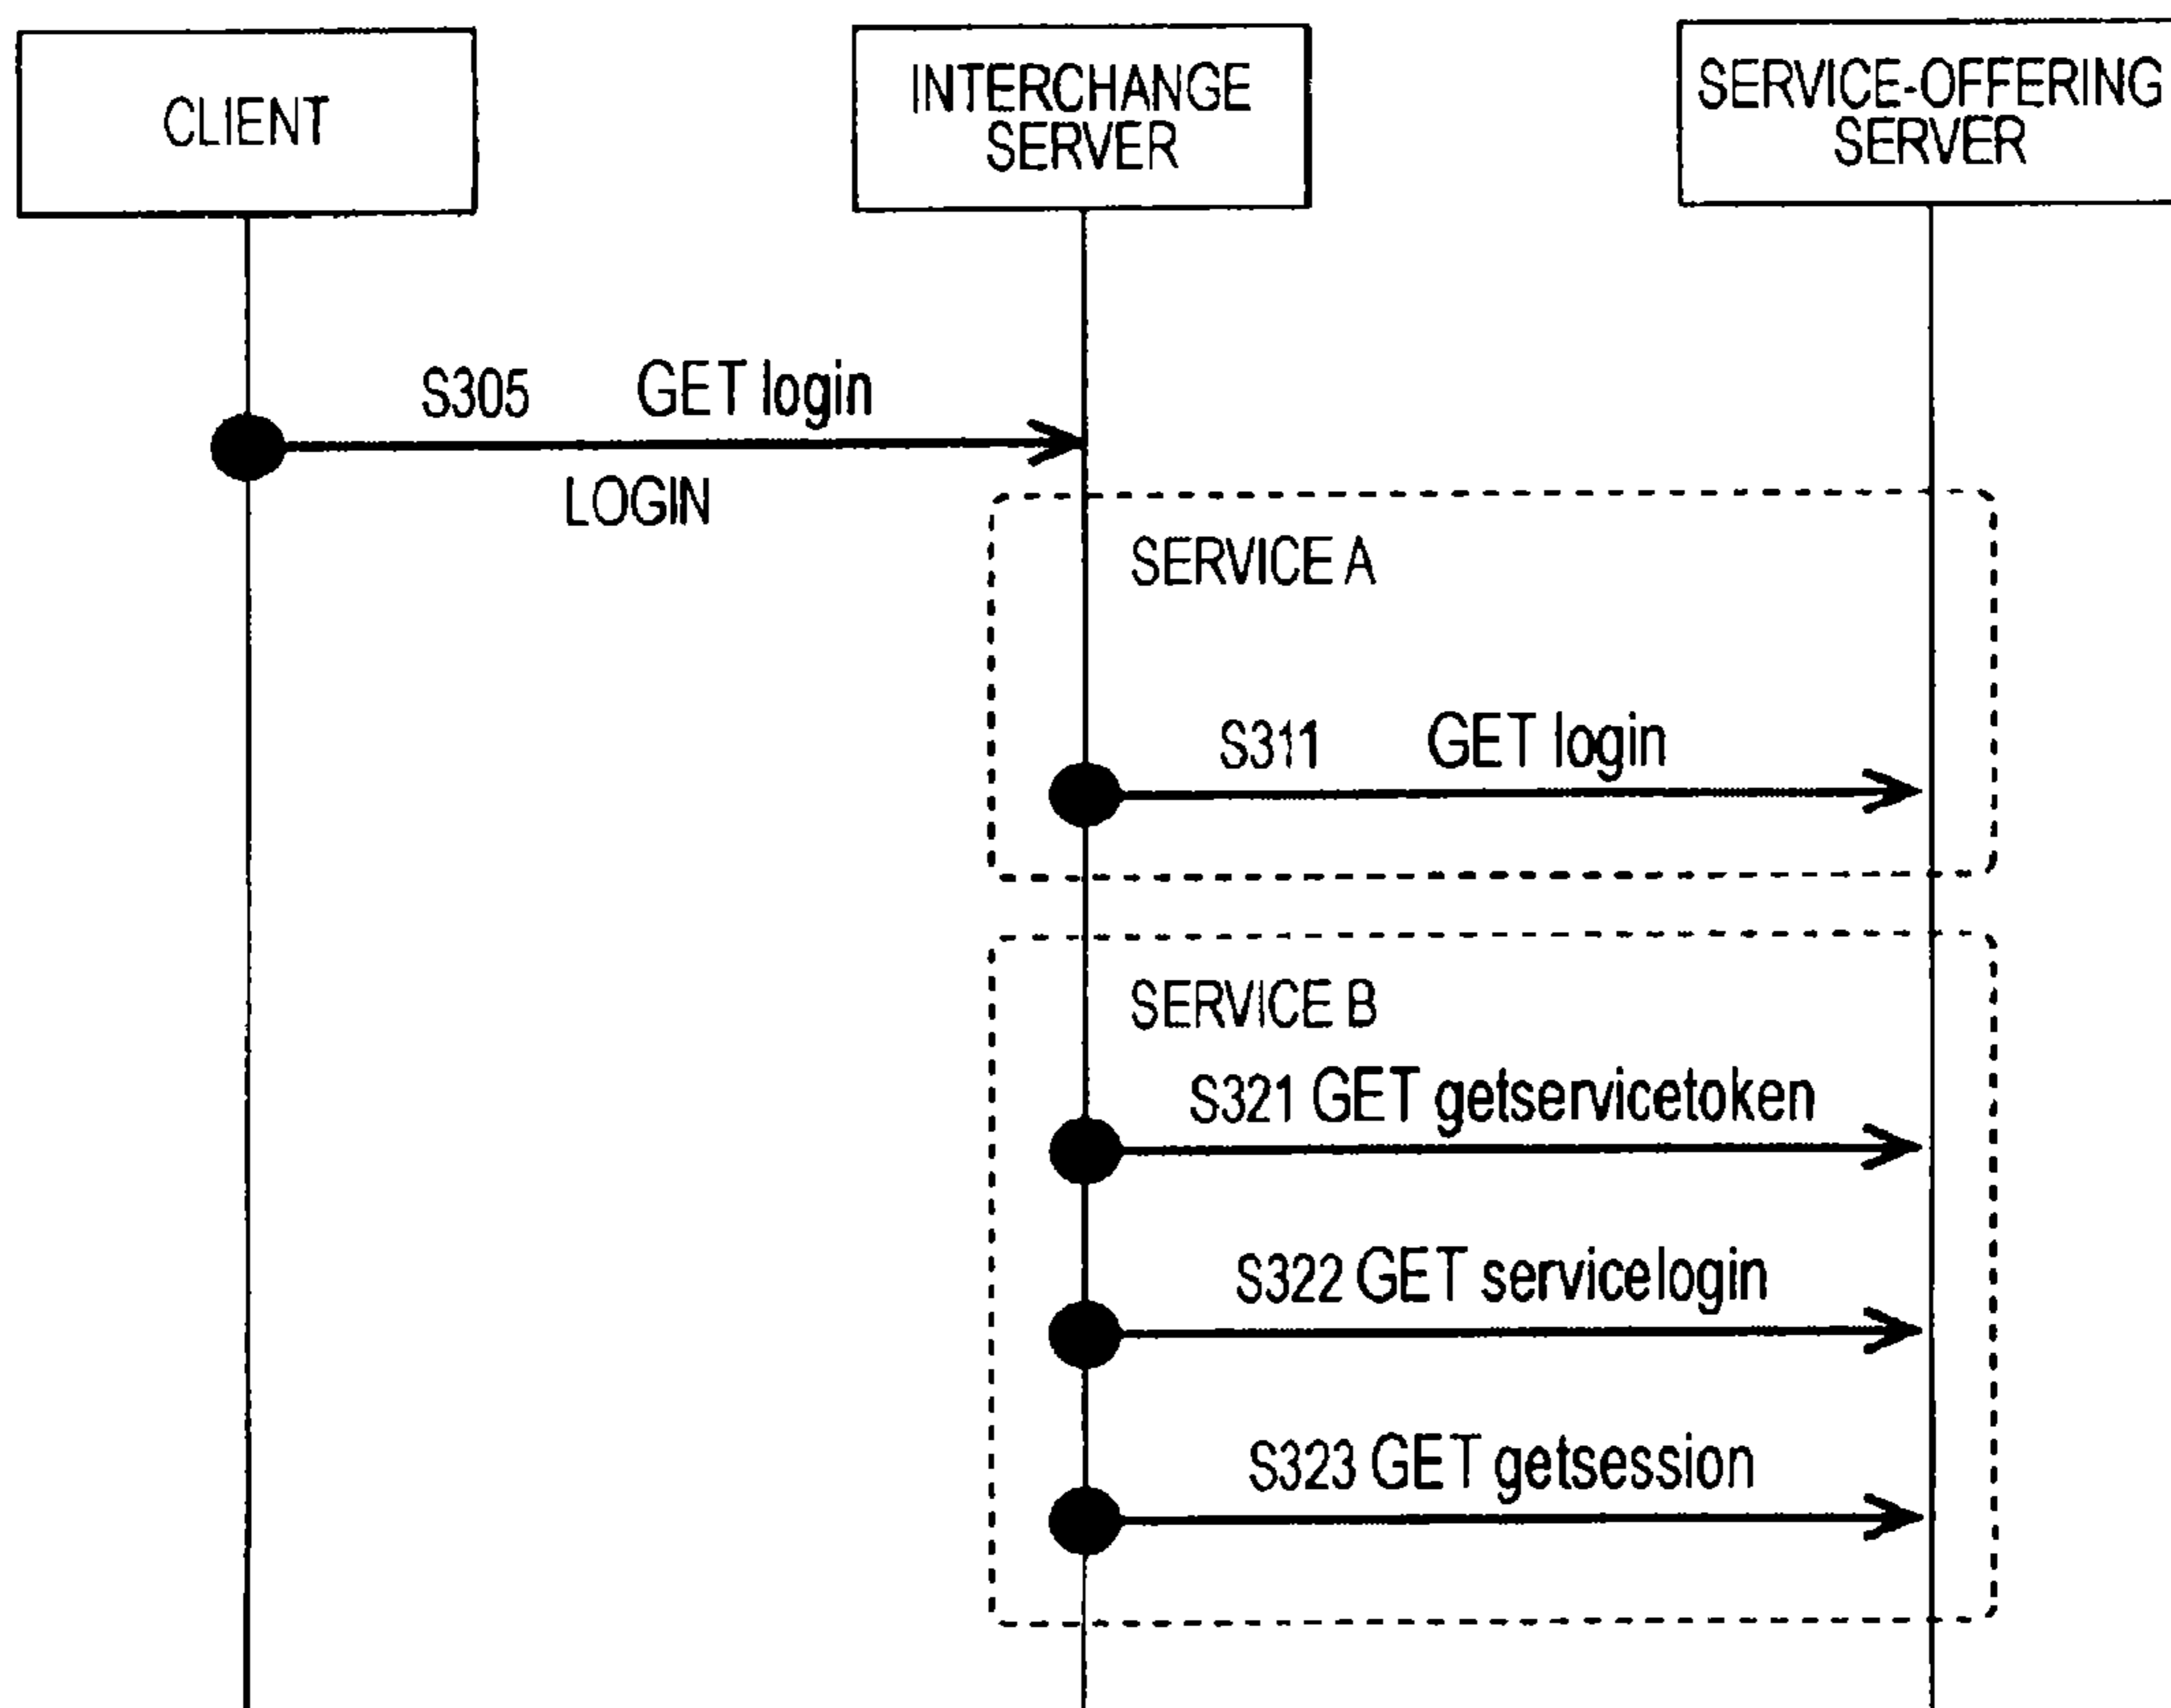 CLIENT
INTERCHANGE
SERVER
SERVICE-OFFERING
SERVER
S305 GET login
LOGIN
SERVICE A
S311 GET login
SERVICE B
S321 GET getservicetoken
S322 GET servicelogin
S323 GET getsession